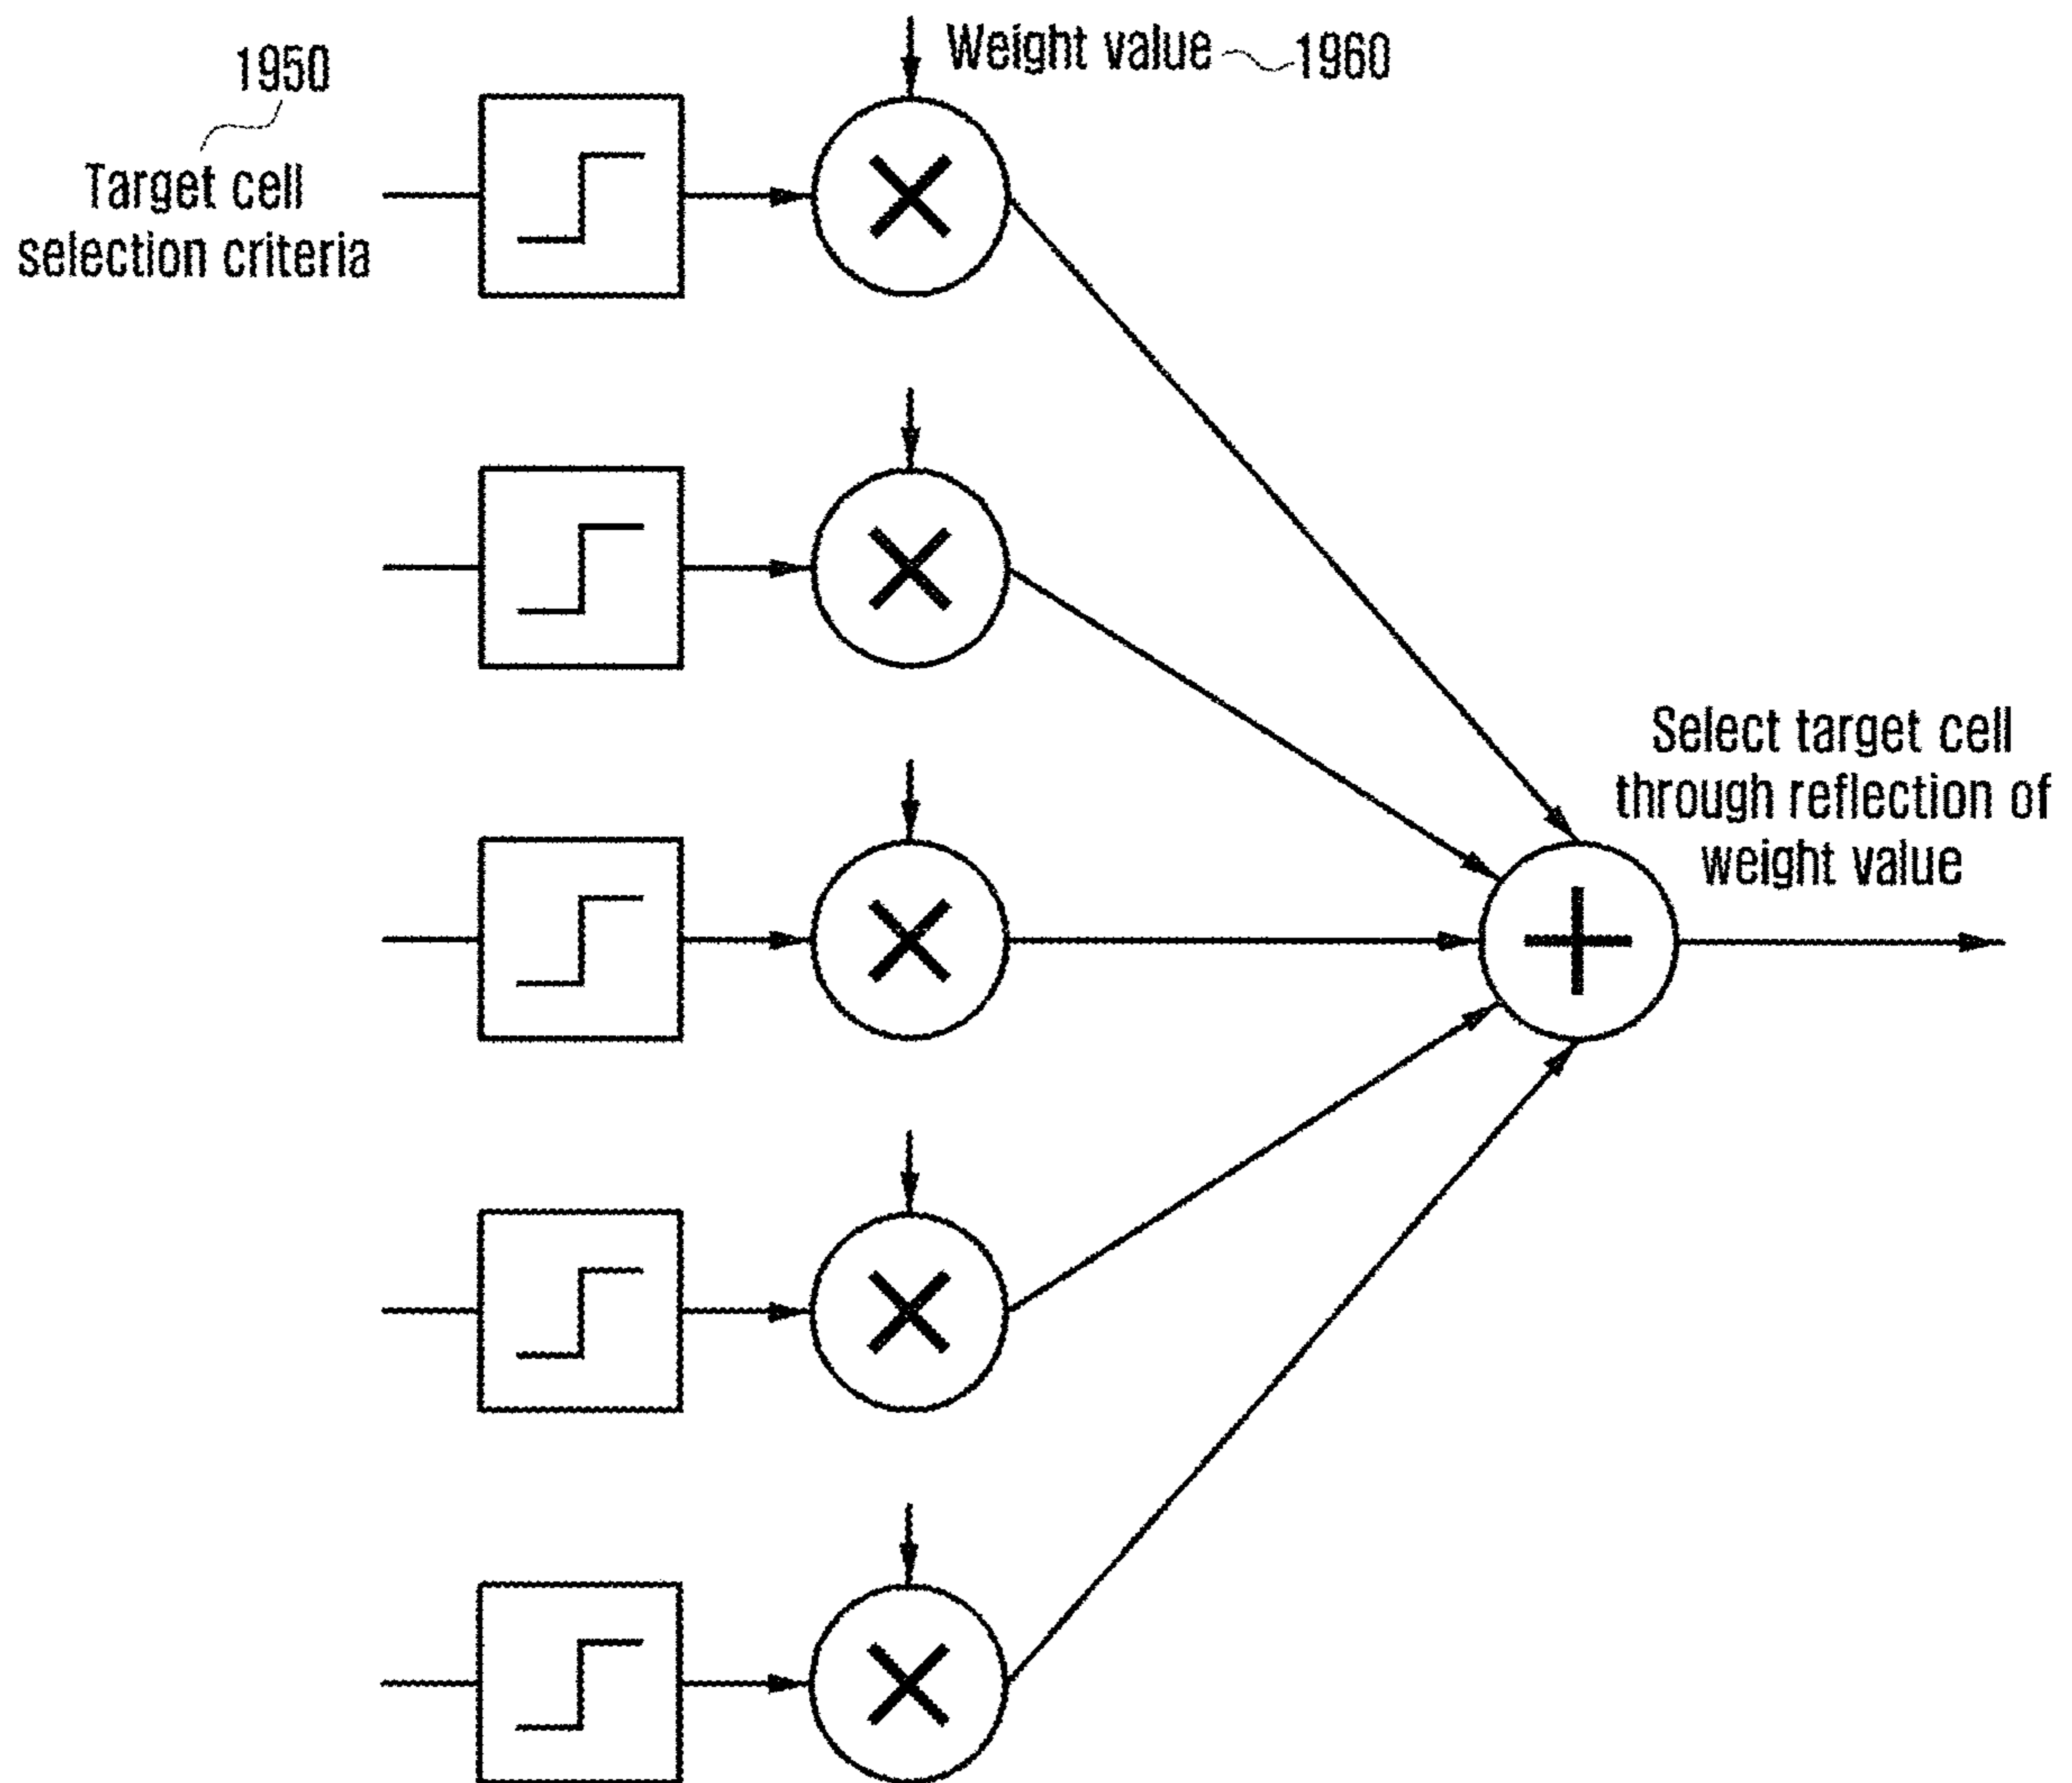 1950
Target cell
selection criteria
Weight value 1960
Select target cell
through reflection of
weight value